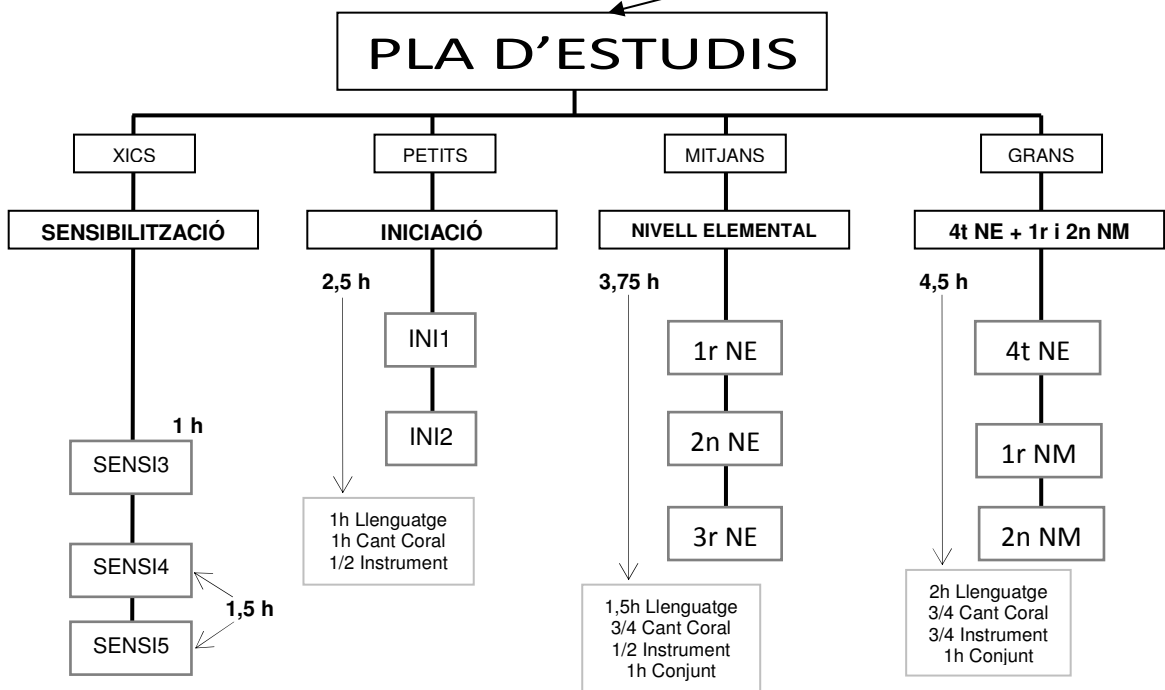 PLA D'ESTUDIS
XICS
PETITS
MITJANS
GRANS
SENSIBILITZACIÓ
INICIACIÓ
NIVELL ELEMENTAL
4t NE + 1r i 2n NM
1 h
SENSI3
SENSI4
1,5 h
SENSI5
2,5 h
INI1
INI2
1h Llenguatge
1h Cant Coral
1/2 Instrument
3,75 h
1r NE
2n NE
3r NE
1,5h Llenguatge
3/4 Cant Coral
1/2 Instrument
1h Conjunt
4,5 h
4t NE
1r NM
2n NM
2h Llenguatge
3/4 Cant Coral
3/4 Instrument
1h Conjunt